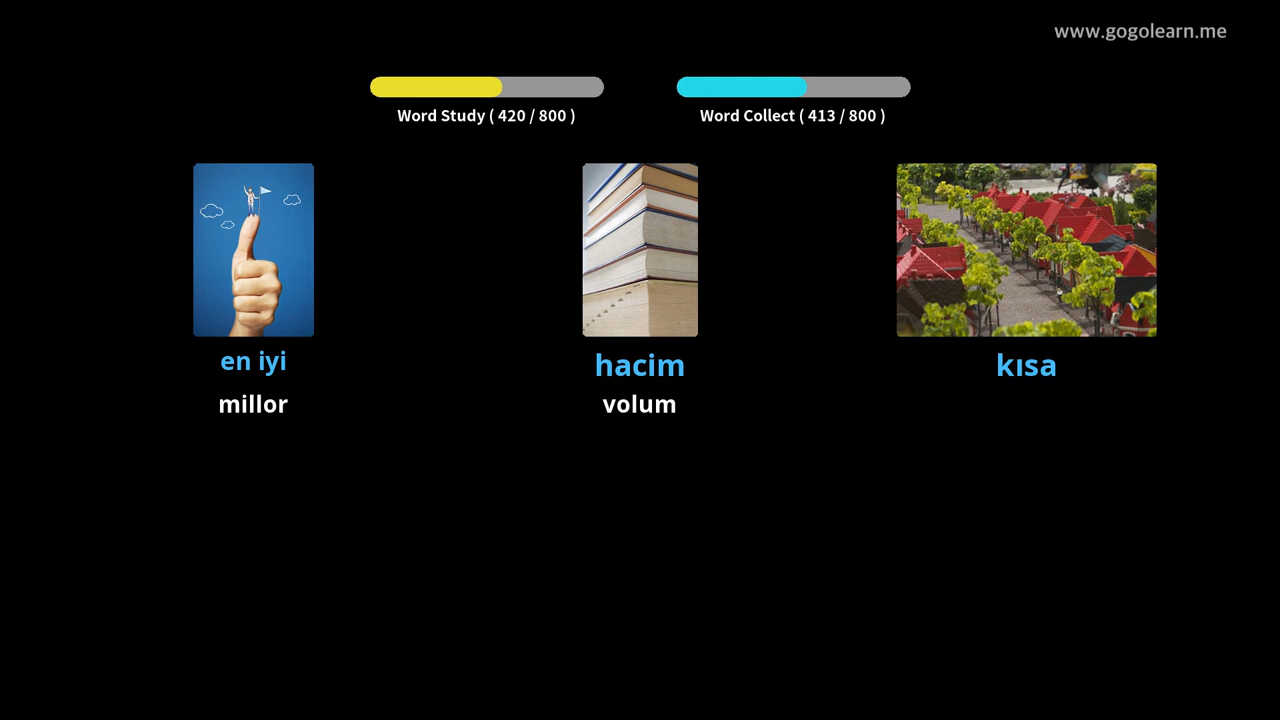 www.gogolearn.me
Word Study ( 420 / 800 )
Word Collect ( 413 / 800 )
en iyi
hacim
kısa
millor
volum